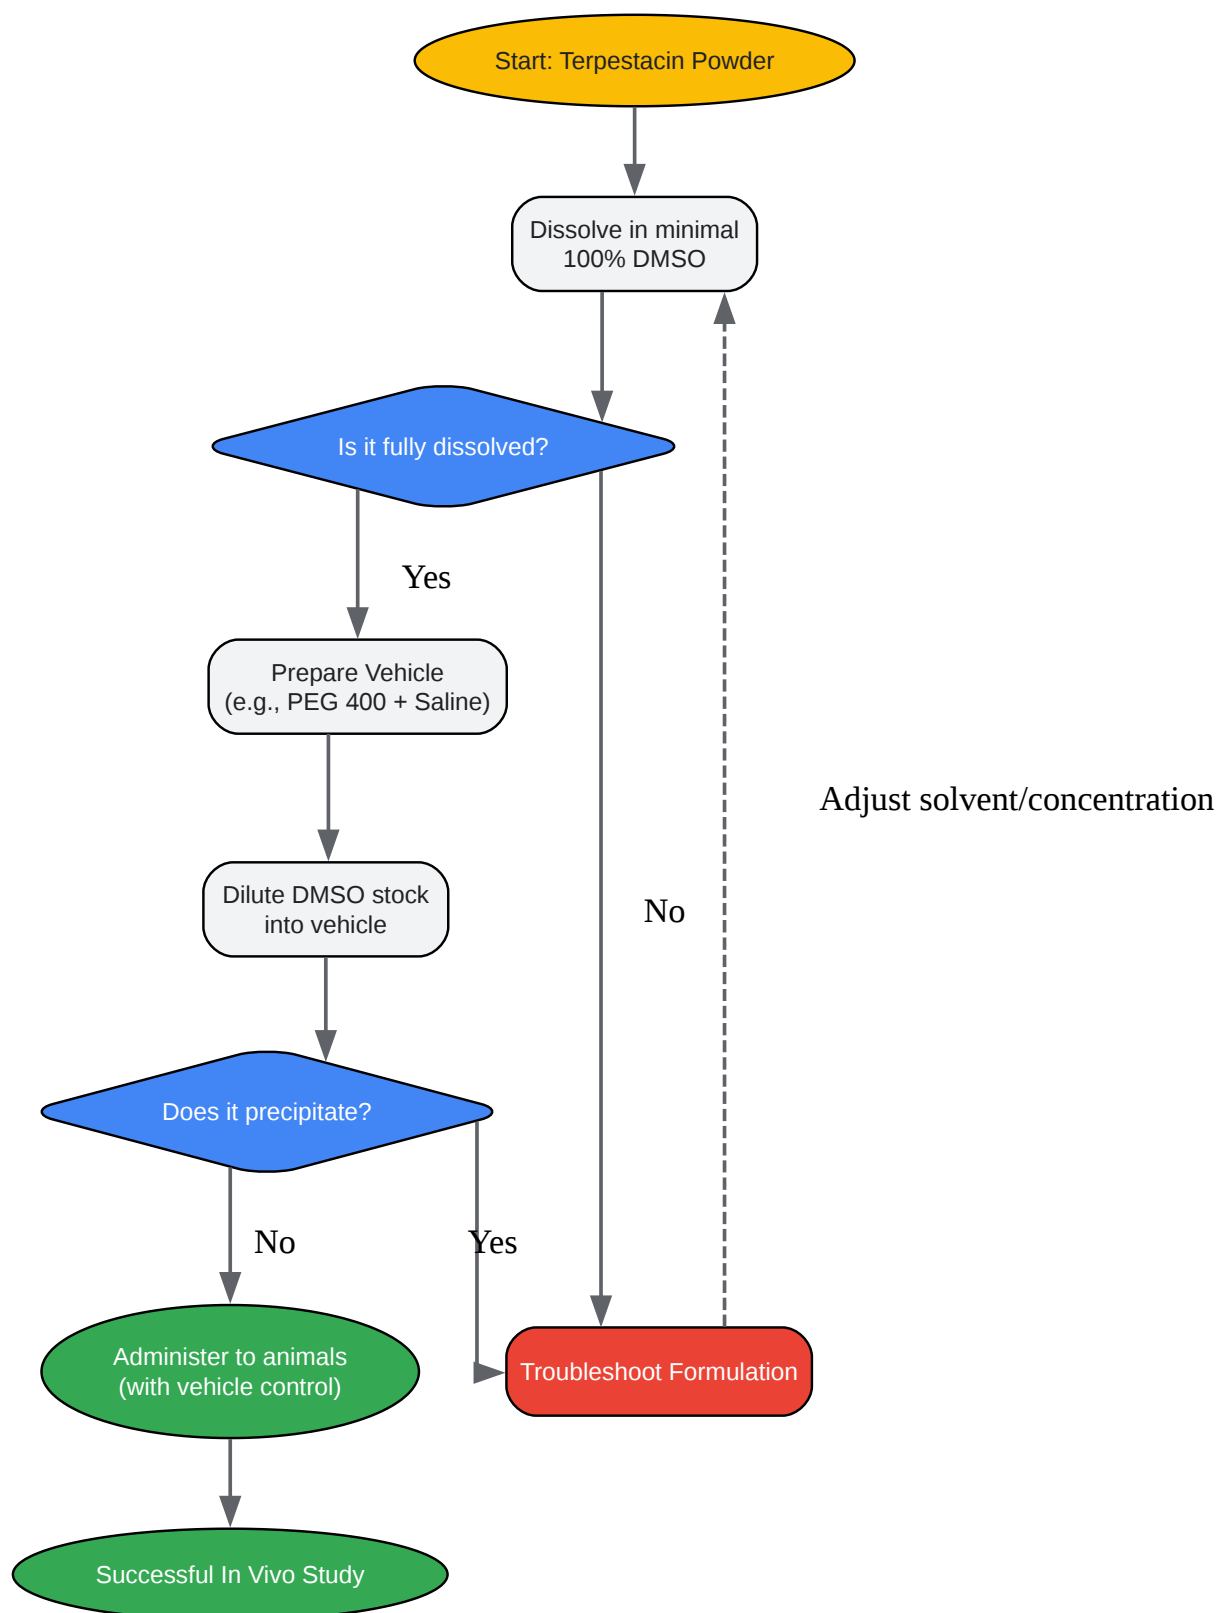 Start: Terpestacin Powder
Dissolve in minimal
100% DMSO
Is it fully dissolved?
Yes
Prepare Vehicle
(e.g., PEG 400 + Saline)
Adjust solvent/concentration
Dilute DMSO stock
into vehicle
No
Does it precipitate?
No
Yes
Administer to animals
(with vehicle control)
Troubleshoot Formulation
Successful In Vivo Study